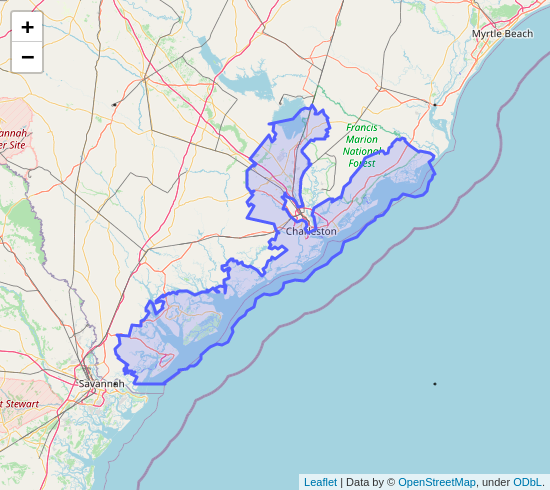 +
−
Myrtle Beach
Francis
Marion
National
Forest
annah
er Site
Charleston
Savannah
t Stewart
Leaflet | Data by © OpenStreetMap, under ODbL.